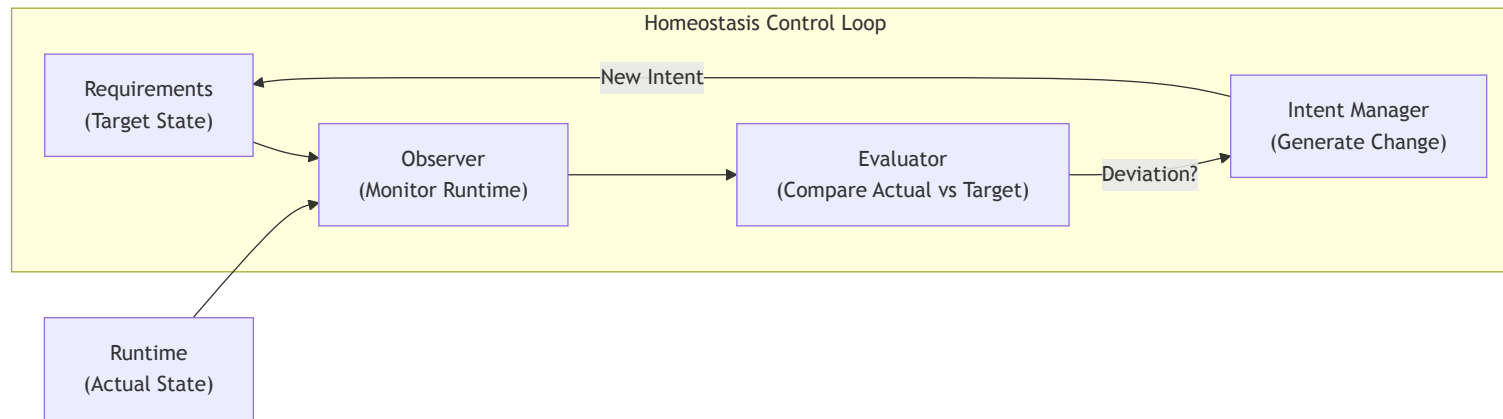 Homeostasis Control Loop
Requirements
(Target State)
New Intent
Intent Manager
(Generate Change)
Observer
(Monitor Runtime)
Evaluator
(Compare Actual vs Target)
Deviation?
Runtime
(Actual State)